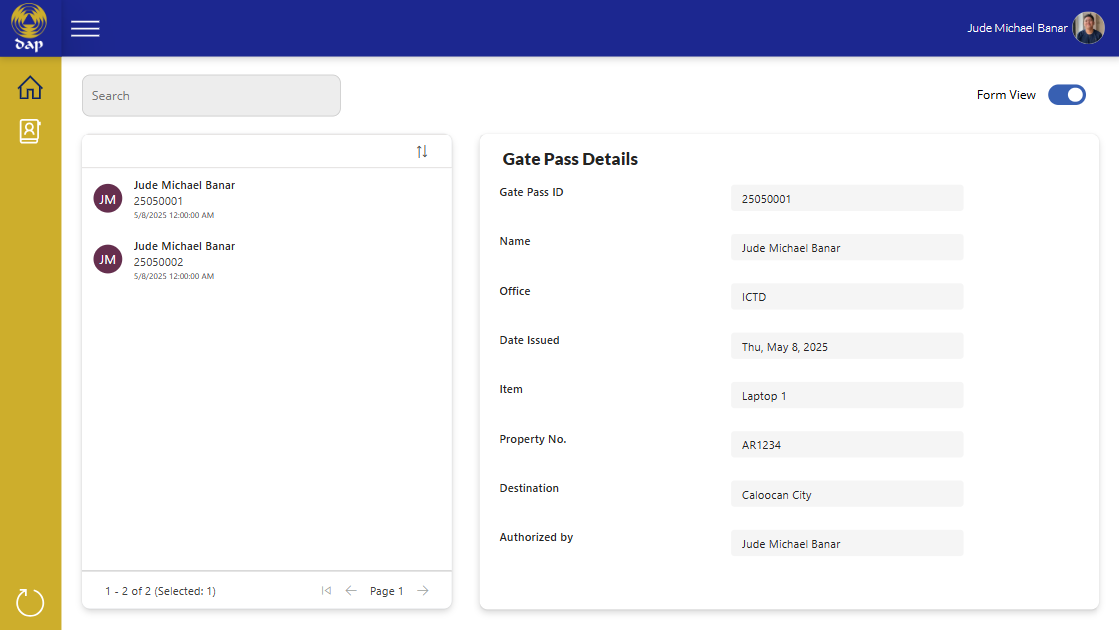 dap
Jude Michael Banar
Search
Form View
JM
Jude Michael Banar
25050001
5/8/2025 12:00:00 AM
JM
Jude Michael Banar
25050002
5/8/2025 12:00:00 AM
1 - 2 of 2 (Selected: 1)
Page 1
Gate Pass Details
Gate Pass ID
25050001
Name
Jude Michael Banar
Office
ICTD
Date Issued
Thu, May 8, 2025
Item
Laptop 1
Property No.
AR1234
Destination
Caloocan City
Authorized by
Jude Michael Banar